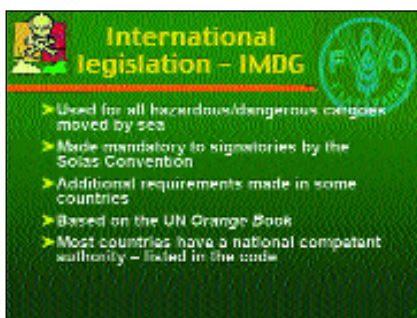 International
legislation – IMDG
F A O
➤Used for all hazardous/dangerous cargoes
moved by sea
➤Made mandatory to signatories by the
Solas Convention
➤Additional requirements made in some
countries
➤Based on the UN Orange Book
➤Most countries have a national competent
authority – listed in the code